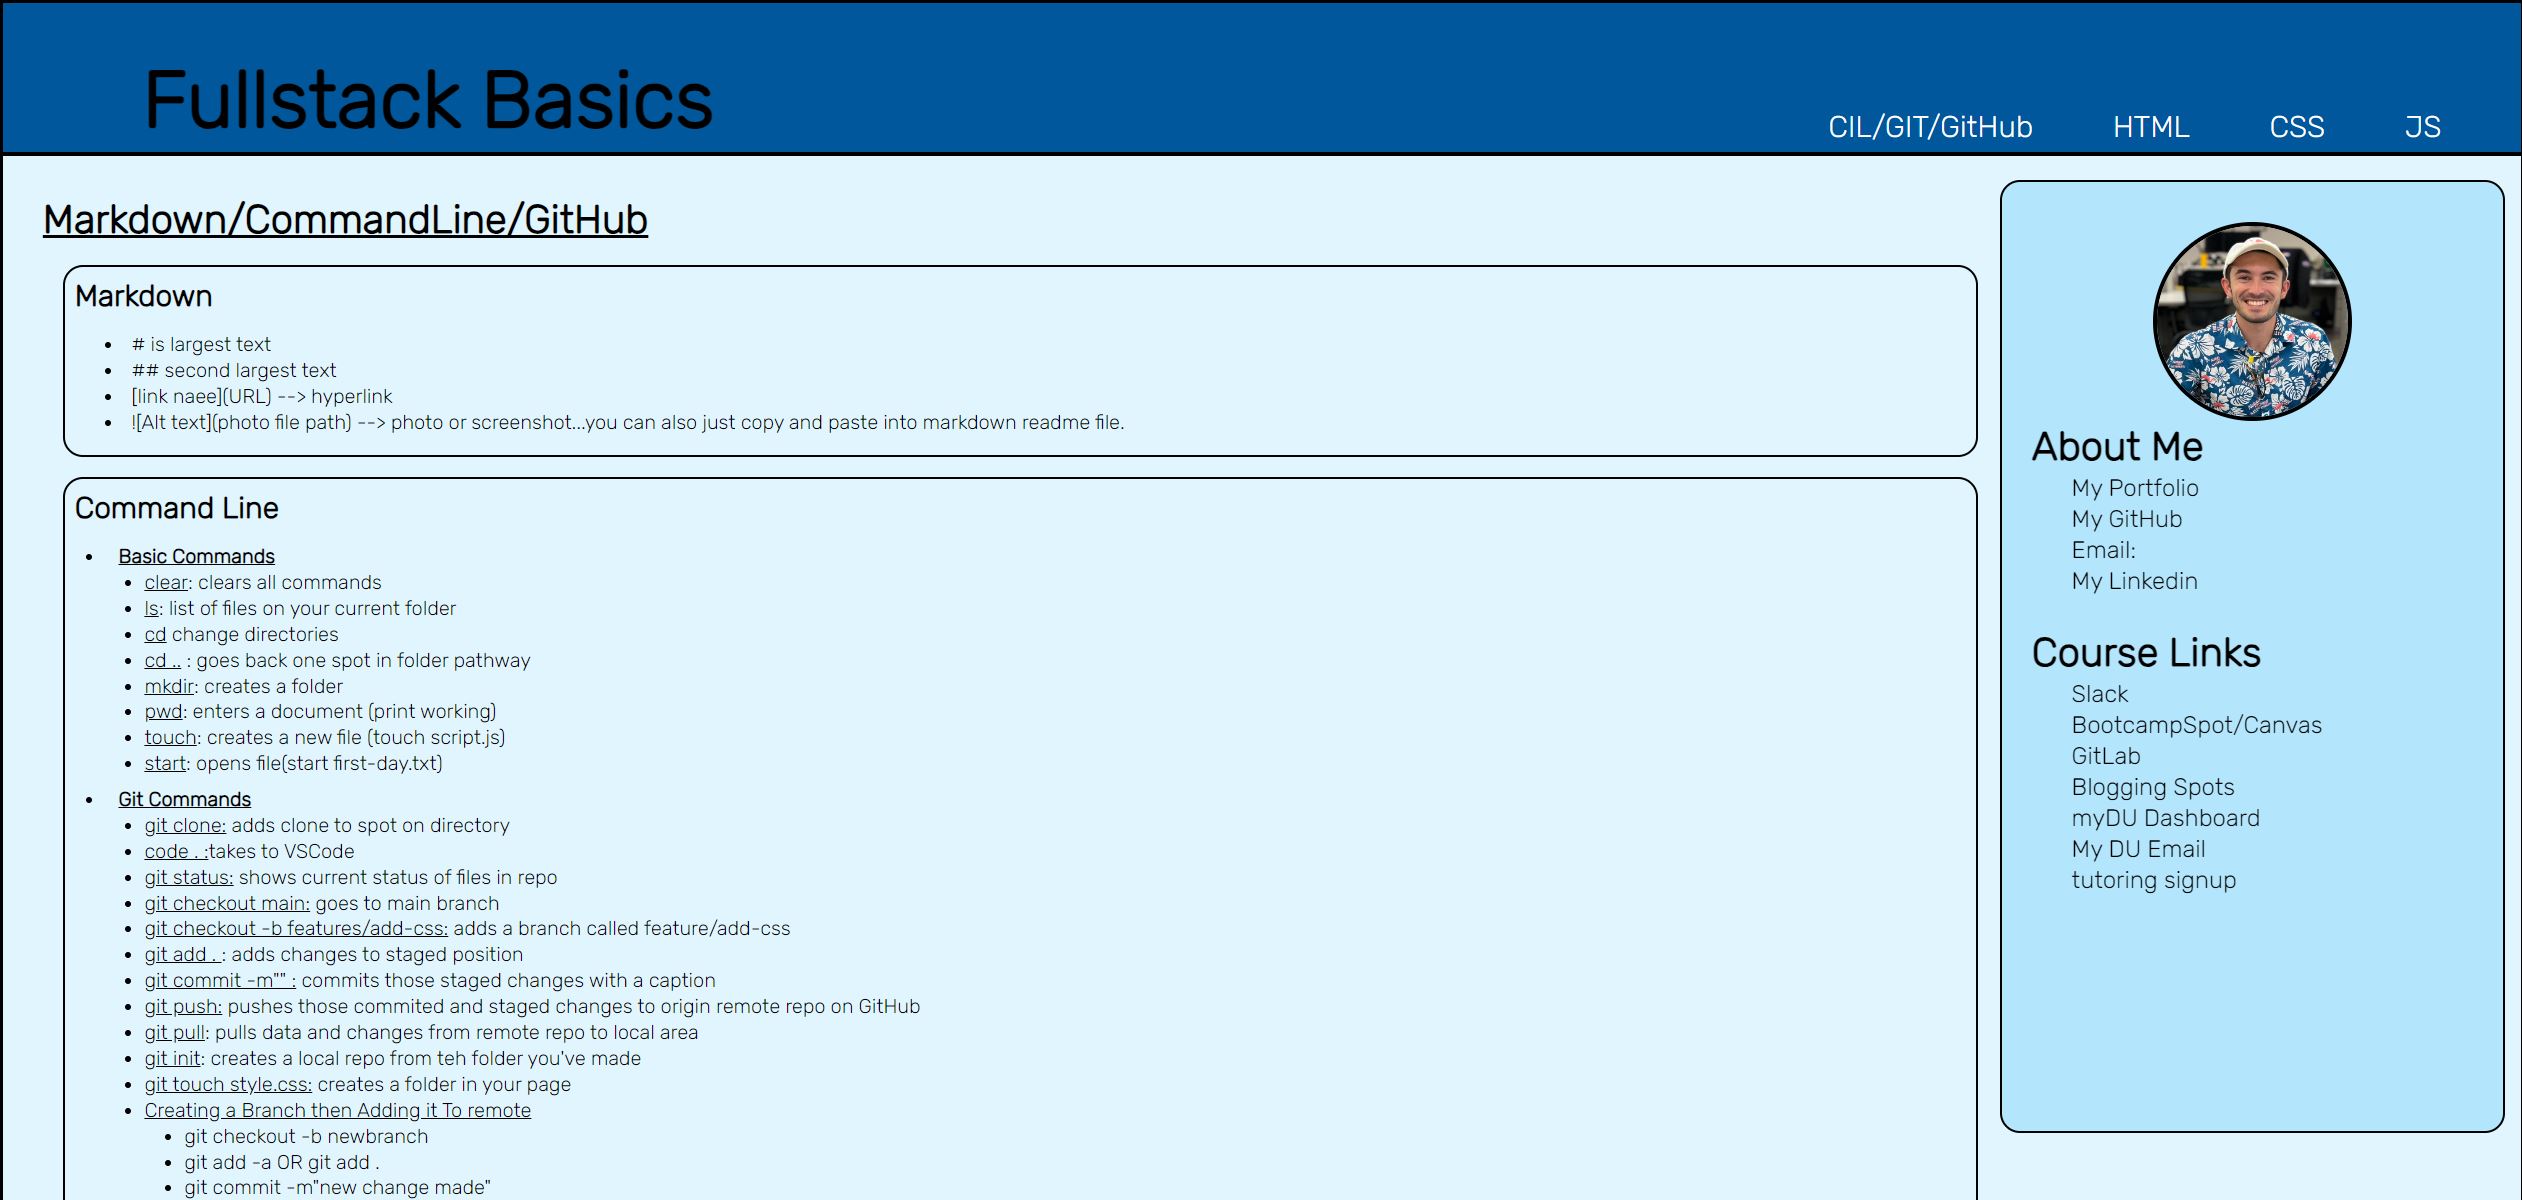 Fullstack Basics
CIL/GIT/GitHub HTML CSS JS
Markdown/CommandLine/GitHub
Markdown
# is largest text
## second largest text
[link naee](URL) --> hyperlink
![Alt text](photo file path) --> photo or screenshot...you can also just copy and paste into markdown readme file.
Command Line
Basic Commands
clear: clears all commands
ls: list of files on your current folder
cd change directories
cd .. : goes back one spot in folder pathway
mkdir: creates a folder
pwd: enters a document (print working)
touch: creates a new file (touch script.js)
start: opens file(start first-day.txt)
Git Commands
git clone: adds clone to spot on directory
code . :takes to VSCode
git status: shows current status of files in repo
git checkout main: goes to main branch
git checkout -b features/add-css: adds a branch called feature/add-css
git add . : adds changes to staged position
git commit -m"" : commits those staged changes with a caption
git push: pushes those commited and staged changes to origin remote repo on GitHub
git pull: pulls data and changes from remote repo to local area
git init: creates a local repo from teh folder you've made
git touch style.css: creates a folder in your page
Creating a Branch then Adding it To remote
git checkout -b newbranch
git add -a OR git add .
git commit -m"new change made"
About Me
My Portfolio
My GitHub
Email:
My Linkedin
Course Links
Slack
BootcampSpot/Canvas
GitLab
Blogging Spots
myDU Dashboard
My DU Email
tutoring signup